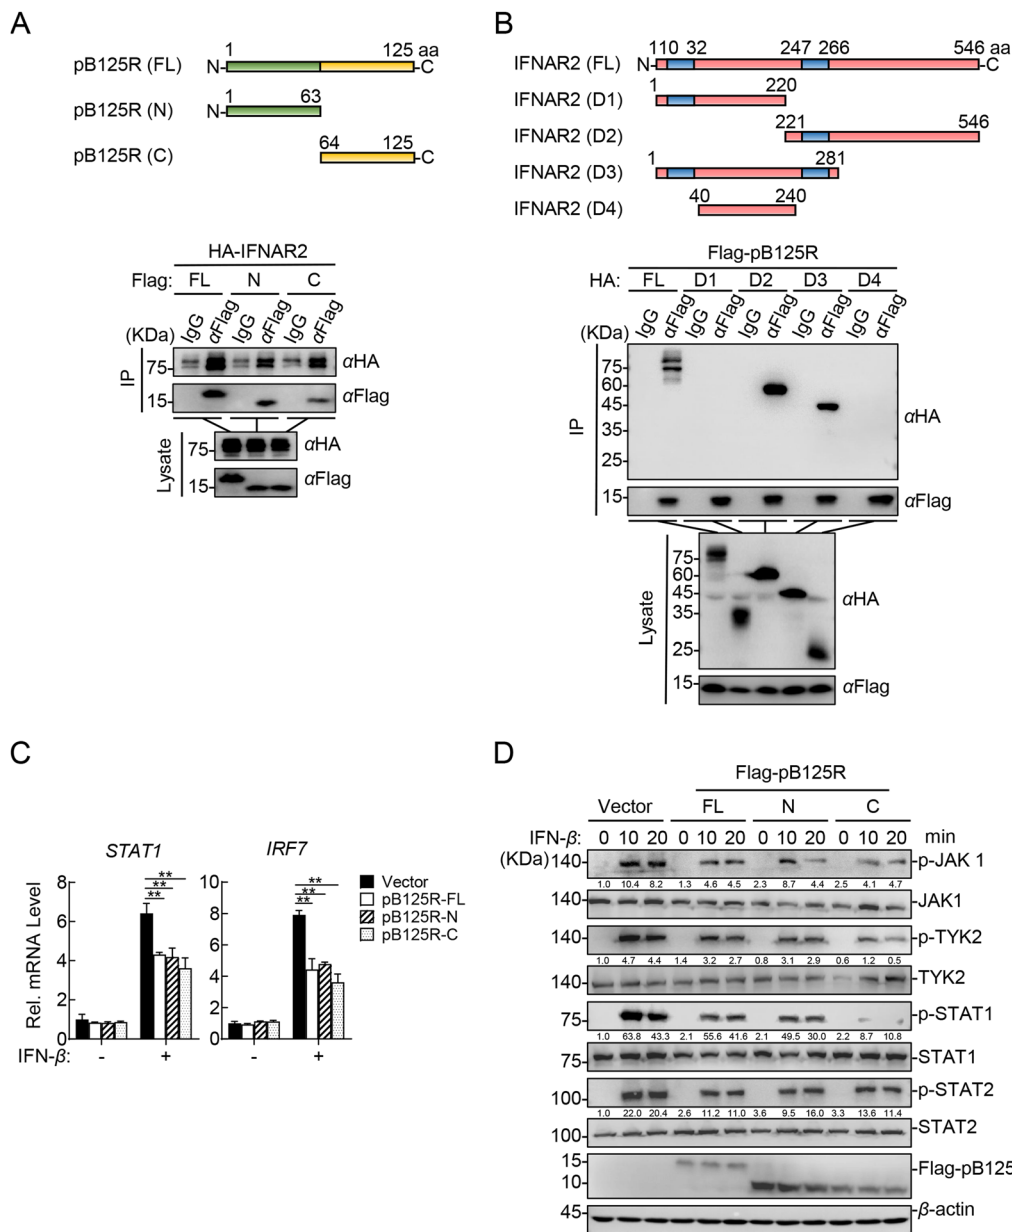 A
1 125 aa
pB125R (FL) N- -C
1 63
pB125R (N) N-
64 125
pB125R (C) -C
HA-IFNAR2
Flag: FL N C
(KDa) IgG αFlag IgG αFlag IgG αFlag
IP 75- αHA
15- αFlag
Lysate 75- αHA
15- αFlag
B
1 10 32 247 266 546 aa
IFNAR2 (FL) N- -C
1 220
IFNAR2 (D1)
221 546
IFNAR2 (D2)
1 281
IFNAR2 (D3)
40 240
IFNAR2 (D4)
Flag-pB125R
HA: FL D1 D2 D3 D4
(KDa) IgG αFlag IgG αFlag IgG αFlag IgG αFlag IgG αFlag
IP
75-
60-
45- αHA
35-
25-
15- αFlag
Lysate
75-
60-
45- αHA
35-
25-
15- αFlag
C
STAT1 IRF7
Rel. mRNA Level
8
6
4
2
0
10
8
6
4
2
0
**
**
**
**
**
**
Vector
pB125R-FL
pB125R-N
pB125R-C
IFN-β: - + - +
D
Flag-pB125R
Vector FL N C
IFN-β: 0 10 20 0 10 20 0 10 20 0 10 20 min
(KDa) 140- -p-JAK 1
1.0 10.4 8.2 1.3 4.6 4.5 2.3 8.7 4.4 2.5 4.1 4.7
140- -JAK1
140- -p-TYK2
1.0 4.7 4.4 1.4 3.2 2.7 0.8 3.1 2.9 0.6 1.2 0.5
140- -TYK2
75- -p-STAT1
1.0 63.8 43.3 2.1 55.6 41.6 2.1 49.5 30.0 2.2 8.7 10.8
75- -STAT1
100- -p-STAT2
1.0 22.0 20.4 2.6 11.2 11.0 3.6 9.5 16.0 3.3 13.6 11.4
100- -STAT2
15- -Flag-pB125
10-
45- -β-actin